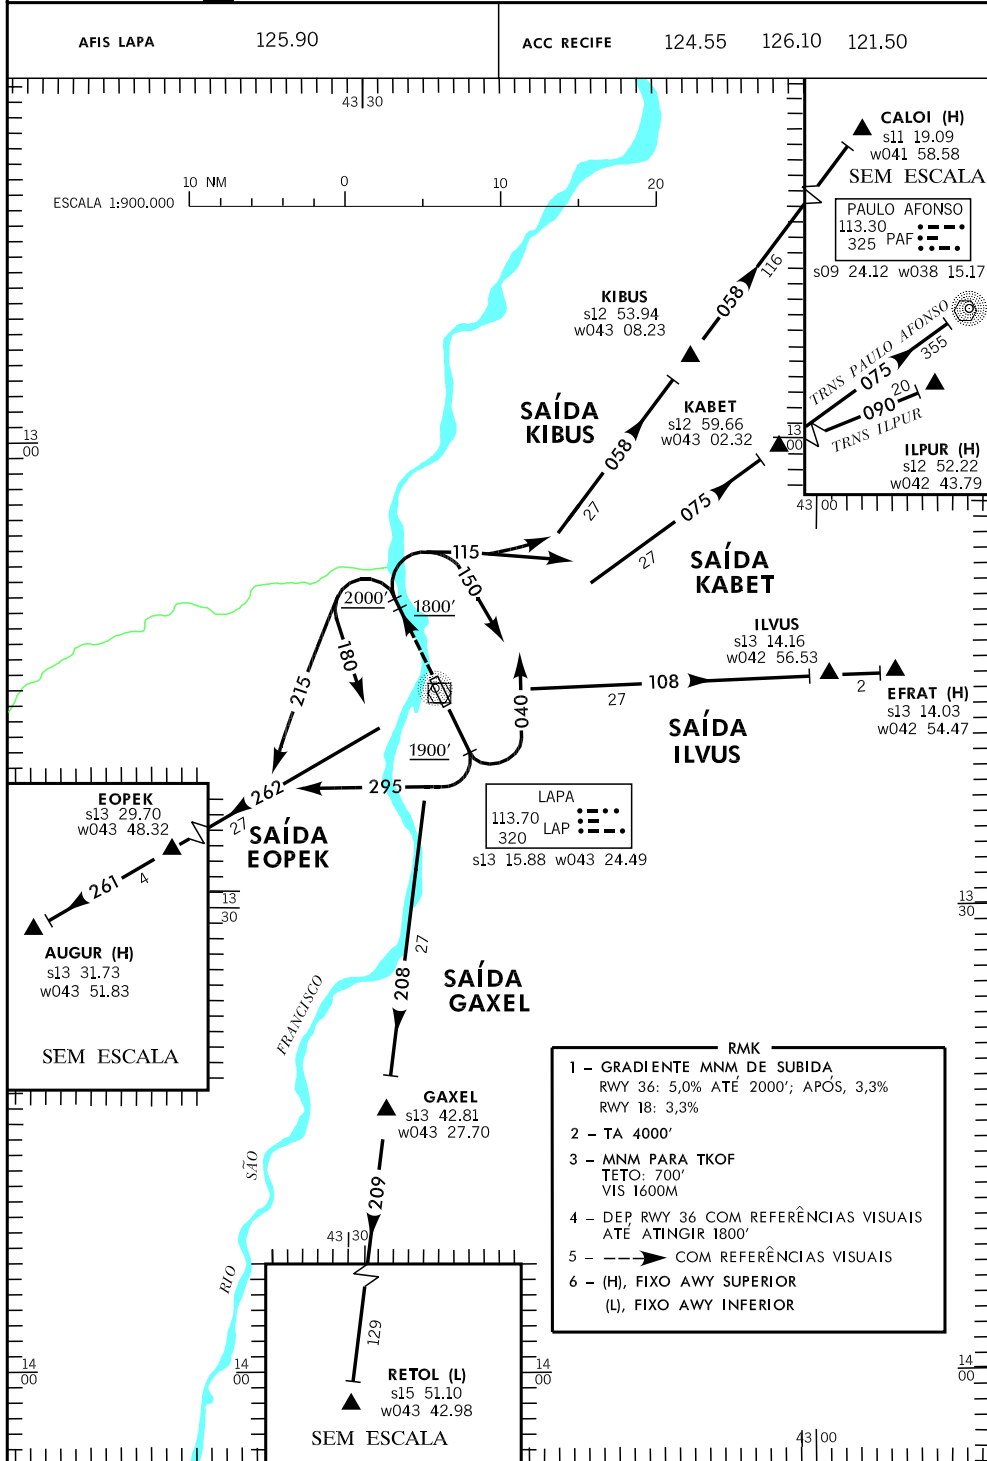 AFIS LAPA 125.90 ACC RECIFE 124.55 126.10 121.50
43 30
10 NM 0 10 20
ESCALA 1:900.000
CALOI (H)
s11 19.09
w041 58.58
SEM ESCALA
PAULO AFONSO
113.30
325 PAF
s09 24.12 w038 15.17
116
058
KIBUS
s12 53.94
w043 08.23
TRNS PAULO AFONSO
355
075
20
090
TRNS ILPUR
SAÍDA
KIBUS
KABET
s12 59.66
w043 02.32
13
00
13
00
ILPUR (H)
s12 52.22
w042 43.79
058
27
43 00
075
27
SAÍDA
KABET
115
150
2000'
1800'
180
215
ILVUS
s13 14.16
w042 56.53
108
27
2
EFRAT (H)
s13 14.03
w042 54.47
SAÍDA
ILVUS
040
1900'
295
262
27
LAPA
113.70
320 LAP
s13 15.88 w043 24.49
EOPEK
s13 29.70
w043 48.32
SAÍDA
EOPEK
261
4
13
30
13
30
AUGUR (H)
s13 31.73
w043 51.83
SEM ESCALA
27
208
SAÍDA
GAXEL
FRANCISCO
GAXEL
s13 42.81
w043 27.70
SÃO
209
RIO
43 30
RMK
1 - GRADIENTE MNM DE SUBIDA
RWY 36: 5,0% ATÉ 2000'; APÓS, 3,3%
RWY 18: 3,3%
2 - TA 4000'
3 - MNM PARA TKOF
TETO: 700'
VIS 1600M
4 - DEP RWY 36 COM REFERÊNCIAS VISUAIS
ATÉ ATINGIR 1800'
5 - COM REFERÊNCIAS VISUAIS
6 - (H), FIXO AWY SUPERIOR
(L), FIXO AWY INFERIOR
129
14
00
14
00
14
00
14
00
RETOL (L)
s15 51.10
w043 42.98
SEM ESCALA
43 00